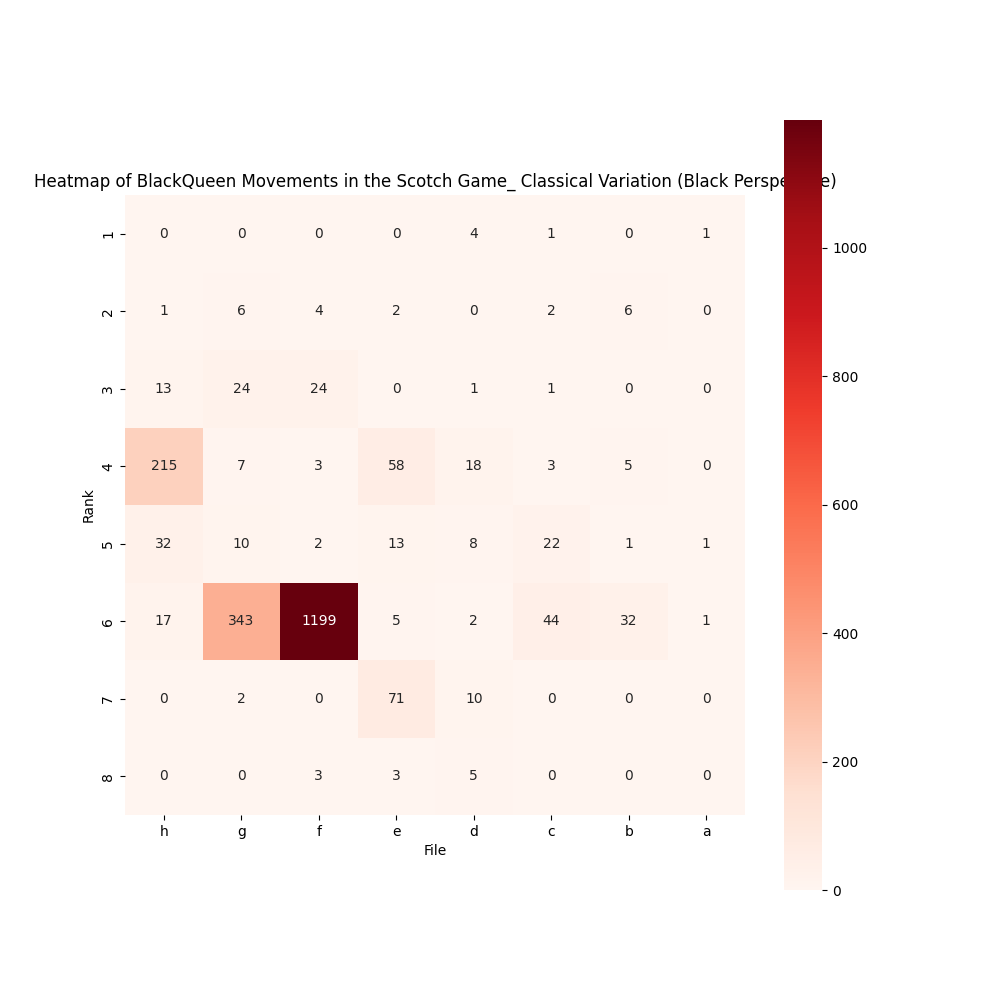 Heatmap of BlackQueen Movements in the Scotch Game_ Classical Variation (Black Perspective)
1 0 0 0 0 4 1 0 1
2 1 6 4 2 0 2 6 0
3 13 24 24 0 1 1 0 0
4 215 7 3 58 18 3 5 0
Rank
5 32 10 2 13 8 22 1 1
6 17 343 1199 5 2 44 32 1
7 0 2 0 71 10 0 0 0
8 0 0 3 3 5 0 0 0
h g f e d c b a
File
1000
800
600
400
200
0